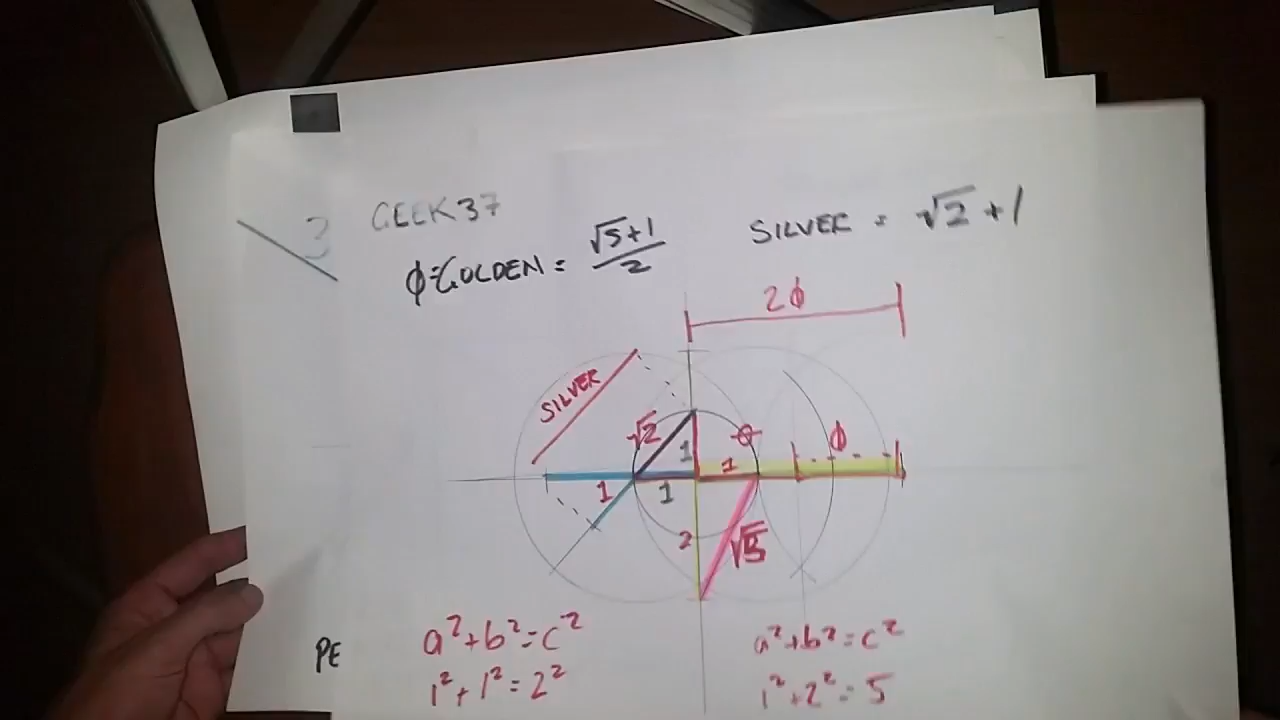 3 GEEK37
ϕ=GOLDEN = (√5+1)/2
SILVER = √2+1
2ϕ
SILVER
√2
1
ϕ
1
ϕ
1
1
2
√5
PE
a²+b²=c²
1²+1²=2²
a²+b²=c²
1²+2²=5